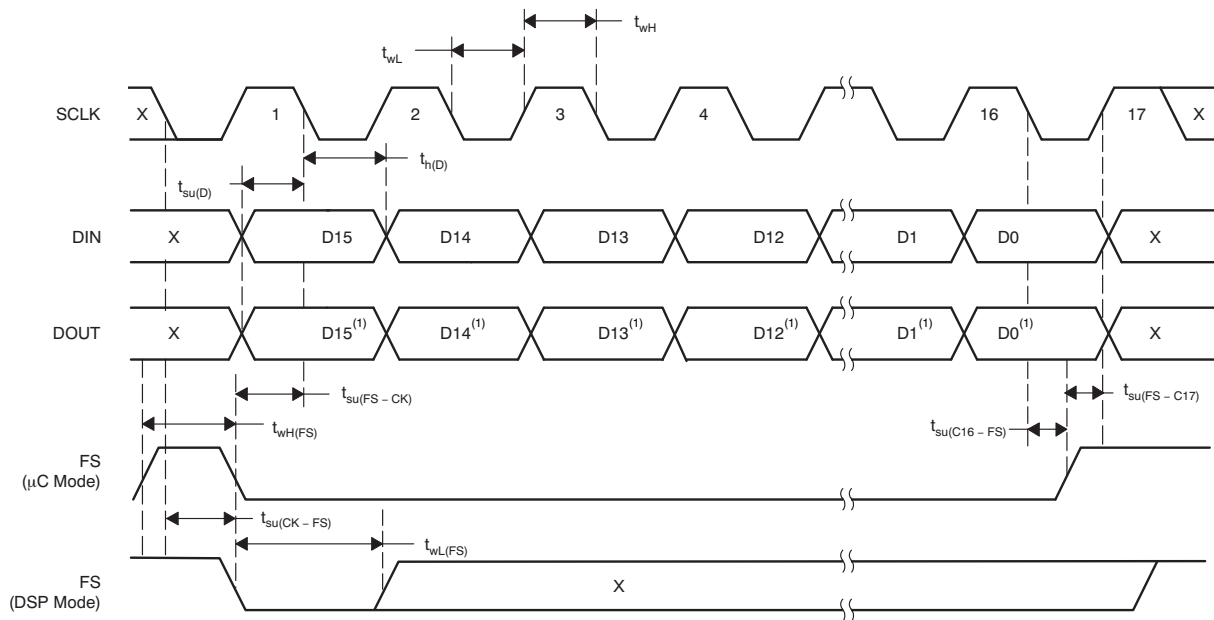 t_wH
t_wL
SCLK X 1 2 3 4 16 17 X
t_h(D)
t_su(D)
DIN X D15 D14 D13 D12 D1 D0 X
DOUT X D15(1) D14(1) D13(1) D12(1) D1(1) D0(1) X
t_su(FS – CK)
t_su(FS – C17)
t_wH(FS)
t_su(C16 – FS)
FS
(μC Mode)
t_su(CK – FS)
t_wL(FS)
FS
(DSP Mode)
X